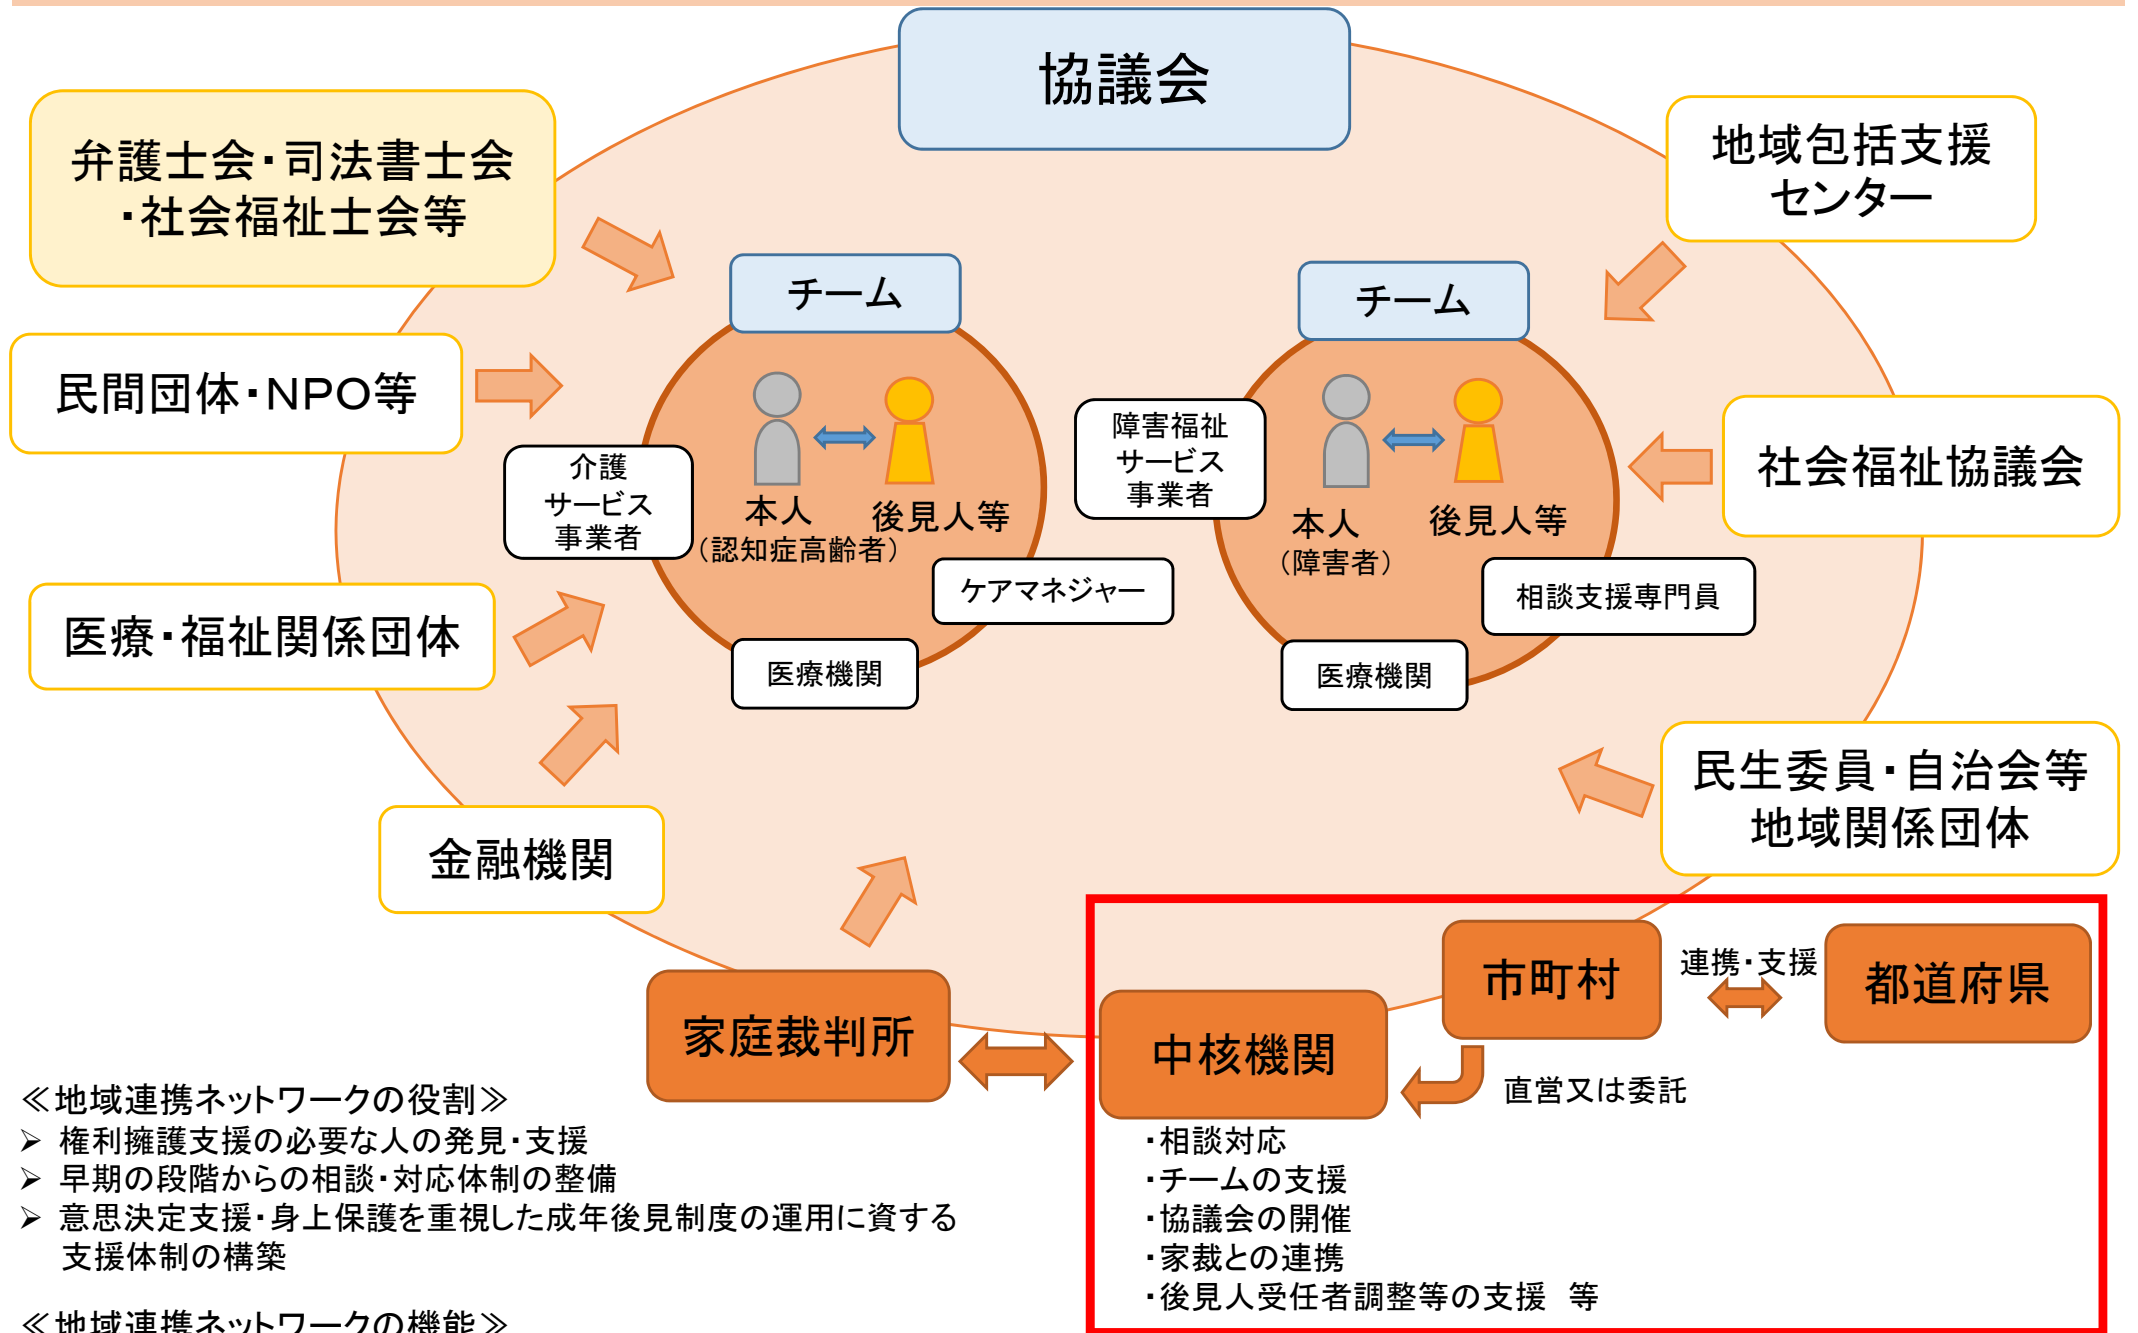 協議会
弁護士会・司法書士会
・社会福祉士会等
地域包括支援
センター
チーム
チーム
民間団体・NPO等
障害福祉
サービス
事業者
社会福祉協議会
介護
サービス
事業者
本人
(認知症高齢者)
後見人等
本人
(障害者)
後見人等
ケアマネジャー
相談支援専門員
医療・福祉関係団体
医療機関
医療機関
民生委員・自治会等
地域関係団体
金融機関
市町村
連携・支援
都道府県
家庭裁判所
中核機関
直営又は委託
・相談対応
・チームの支援
・協議会の開催
・家裁との連携
・後見人受任者調整等の支援 等
≪地域連携ネットワークの役割≫
➢ 権利擁護支援の必要な人の発見・支援
➢ 早期の段階からの相談・対応体制の整備
➢ 意思決定支援・身上保護を重視した成年後見制度の運用に資する
支援体制の構築
≪地域連携ネットワークの機能≫